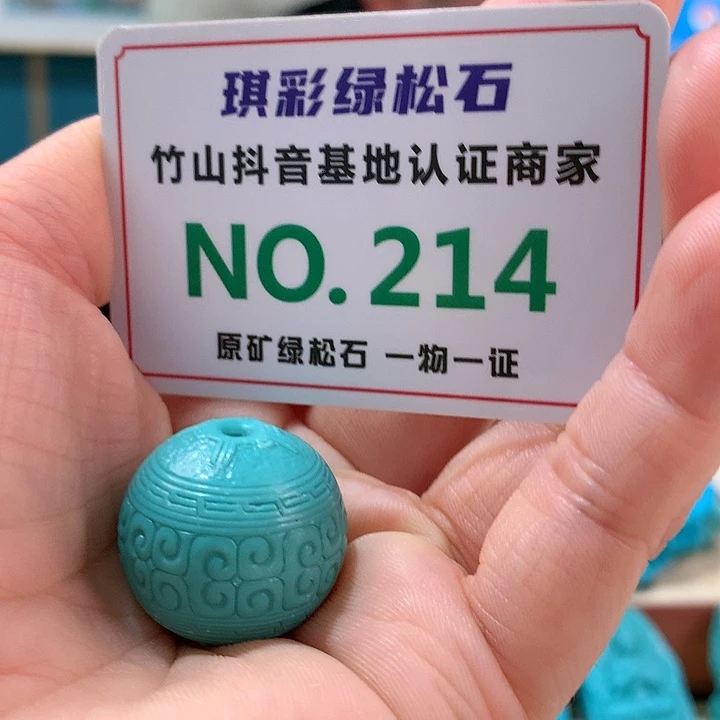 琪彩绿松石
竹山抖音基地认证商家
NO.214
原矿绿松石 一物一证